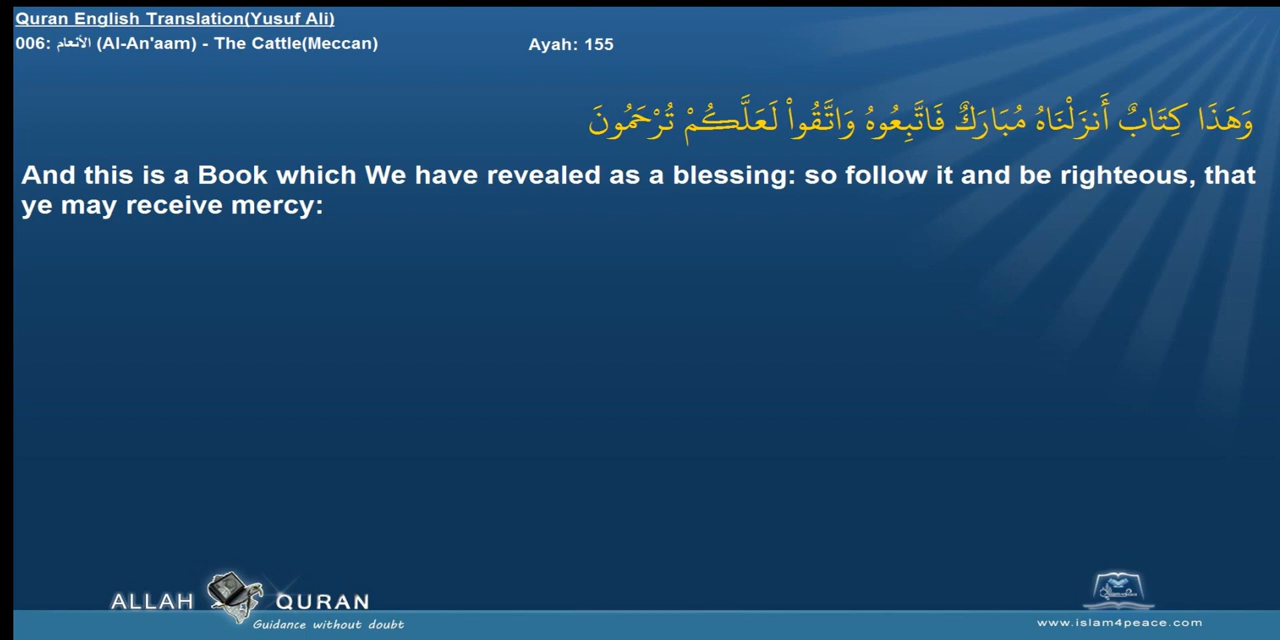 Quran English Translation(Yusuf Ali)
006: الأنعام (Al-An'aam) - The Cattle(Meccan) Ayah: 155
وَهَذَا كِتَابٌ أَنزَلْنَاهُ مُبَارَكٌ فَاتَّبِعُوهُ وَاتَّقُواْ لَعَلَّكُمْ تُرْحَمُونَ
And this is a Book which We have revealed as a blessing: so follow it and be righteous, that
ye may receive mercy:
ALLAH QURAN
Guidance without doubt
www.islam4peace.com